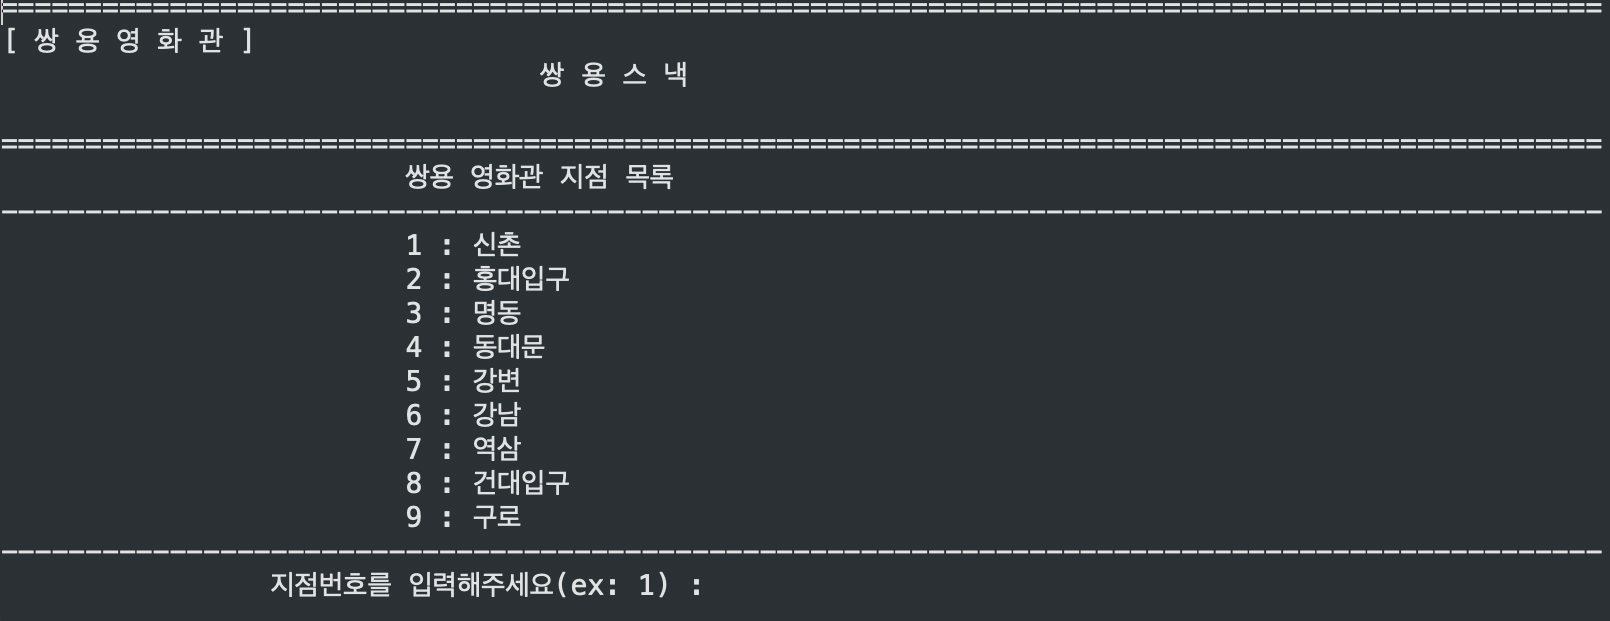 ===============================================================================================
[ 쌍 용 영 화 관 ]
쌍 용 스 낵
===============================================================================================
쌍용 영화관 지점 목록
-----------------------------------------------------------------------------------------------
1 : 신촌
2 : 홍대입구
3 : 명동
4 : 동대문
5 : 강변
6 : 강남
7 : 역삼
8 : 건대입구
9 : 구로
-----------------------------------------------------------------------------------------------
지점번호를 입력해주세요(ex: 1) :